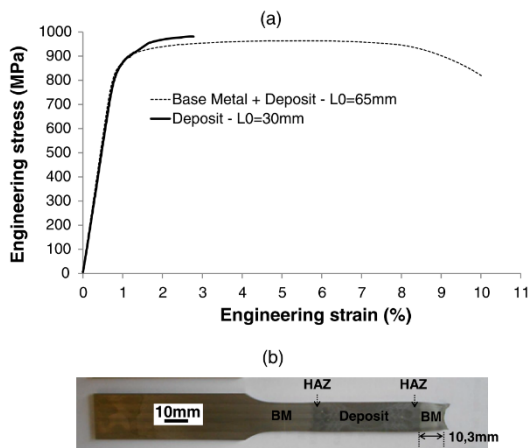 (a)
1000
900
800
700
600
500
400
300
200
100
0
Engineering stress (MPa)
Base Metal + Deposit - L0=65mm
Deposit - L0=30mm
0 1 2 3 4 5 6 7 8 9 10 11
Engineering strain (%)
(b)
HAZ HAZ
10mm BM Deposit BM
10,3mm